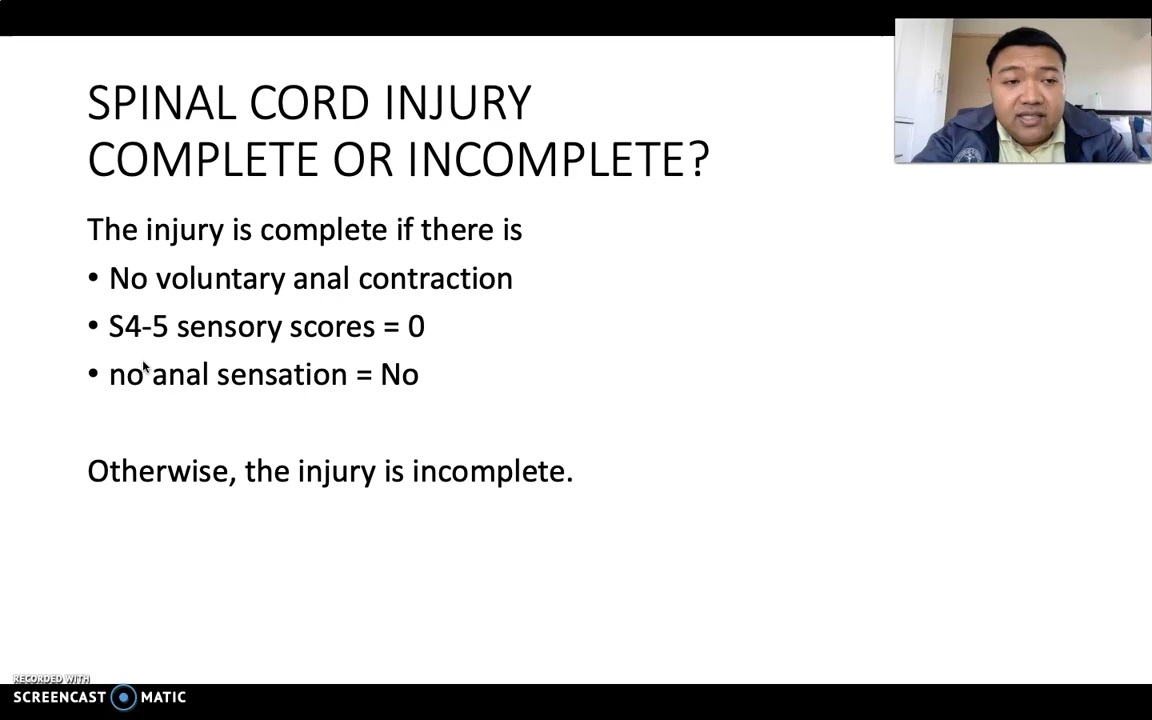 SPINAL CORD INJURY
COMPLETE OR INCOMPLETE?
The injury is complete if there is
• No voluntary anal contraction
• S4-5 sensory scores = 0
• no anal sensation = No
Otherwise, the injury is incomplete.
RECORDED WITH
SCREENCAST MATIC